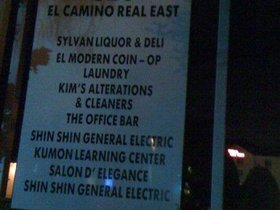 EL CAMINO REAL EAST
SYLVAN LIQUOR & DELI
EL MODERN COIN – OP
LAUNDRY
KIM'S ALTERATIONS
& CLEANERS
THE OFFICE BAR
SHIN SHIN GENERAL ELECTRIC
KUMON LEARNING CENTER
SALON D' ELEGANCE
SHIN SHIN GENERAL ELECTRIC